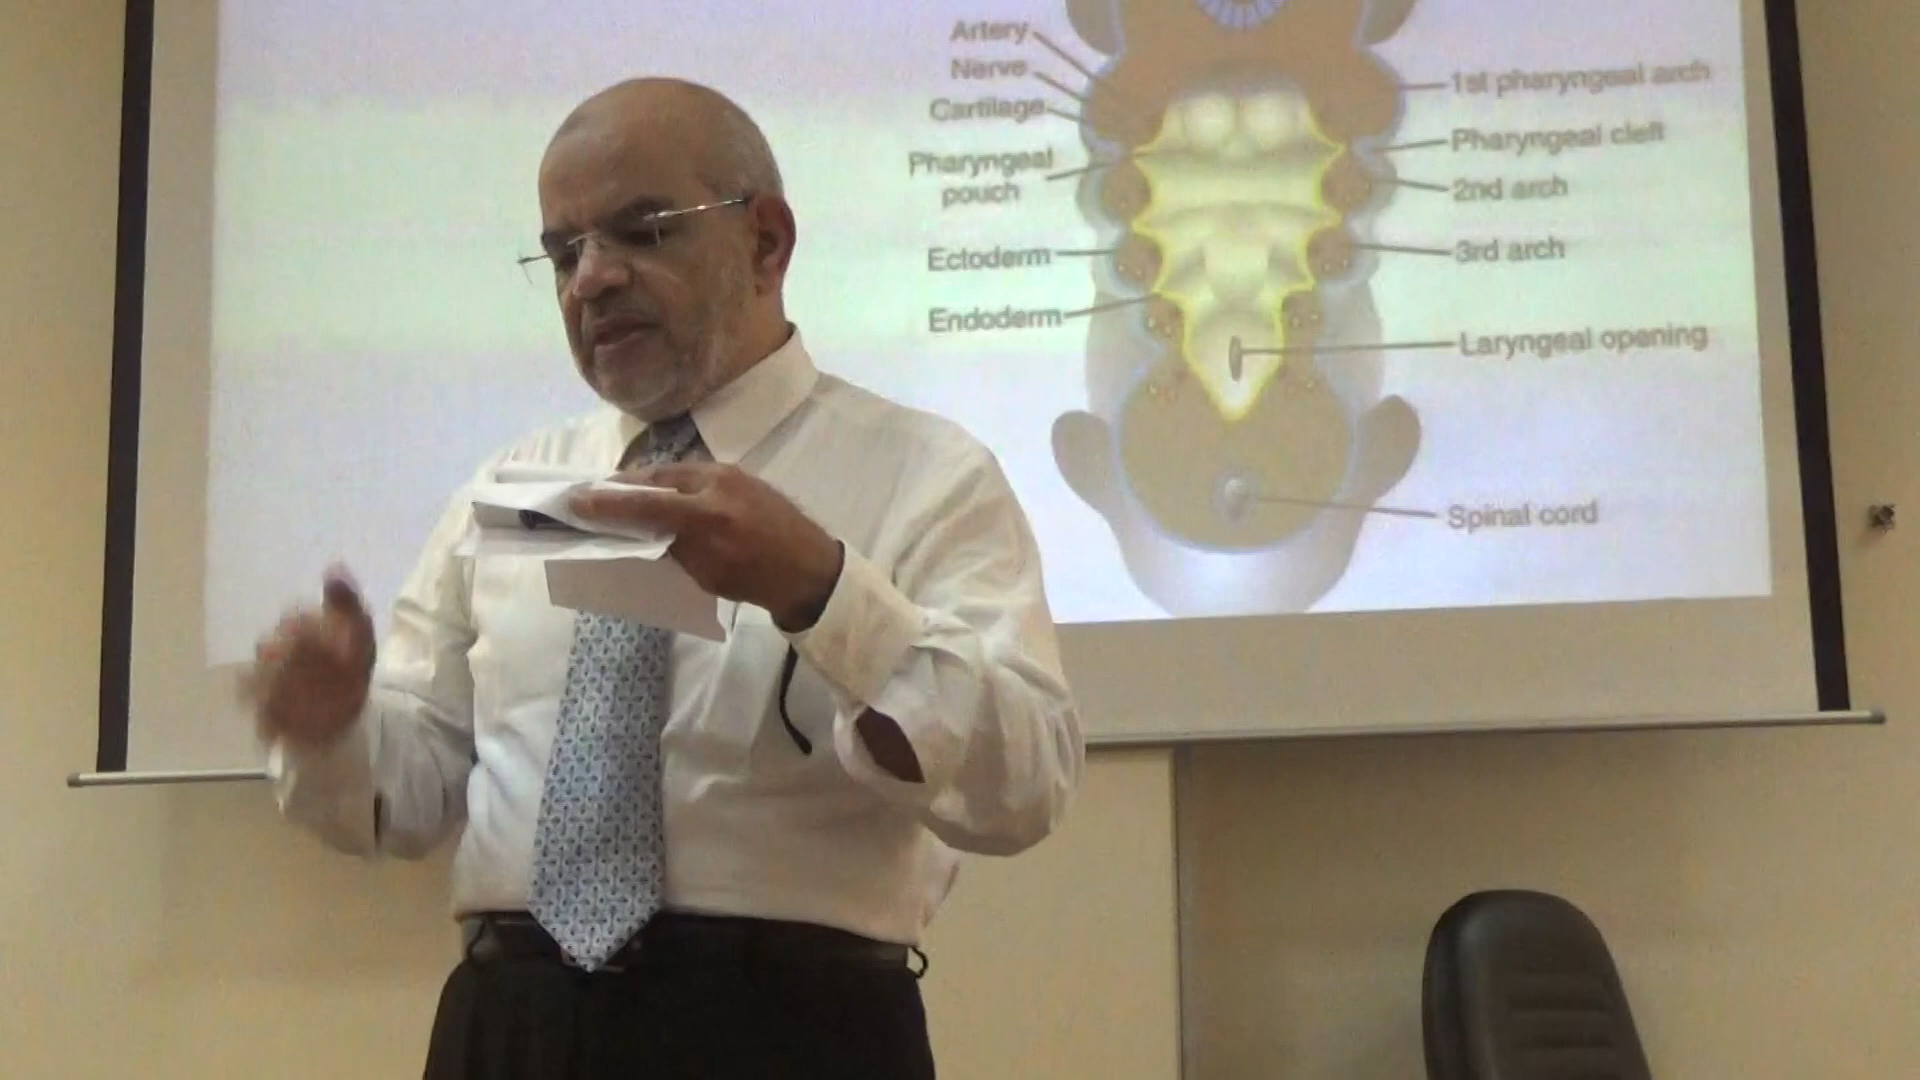 Artery
Nerve
Cartilage
Pharyngeal
pouch
Ectoderm
Endoderm
1st pharyngeal arch
Pharyngeal cleft
2nd arch
3rd arch
Laryngeal opening
Spinal cord